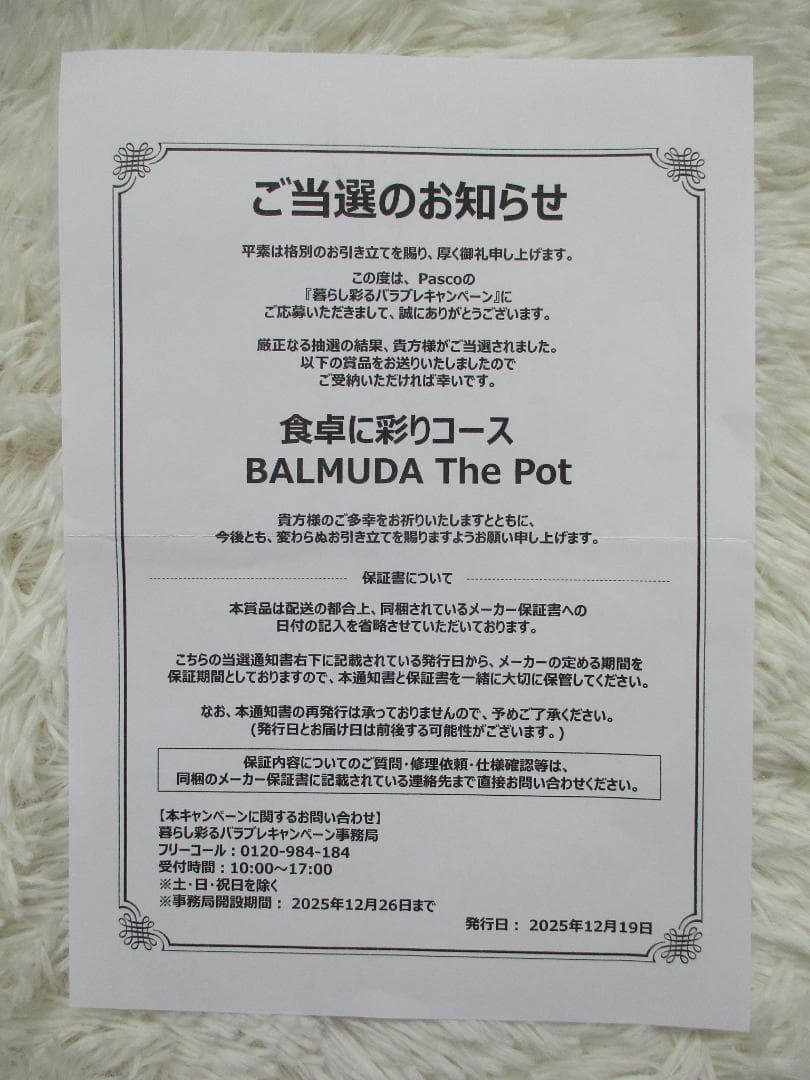 ご当選のお知らせ
平素は格別のお引き立てを賜り、厚く御礼申し上げます。
この度は、Pascoの
『暮らし彩るバラブレキャンペーン』に
ご応募いただきまして、誠にありがとうございます。
厳正なる抽選の結果、貴方様がご当選されました。
以下の賞品をお送りいたしましたので
ご受納いただければ幸いです。
食卓に彩りコース
BALMUDA The Pot
貴方様のご多幸をお祈りいたしますとともに、
今後とも、変わらぬお引き立てを賜りますようお願い申し上げます。
保証書について
本賞品は配送の都合上、同梱されているメーカー保証書への
日付の記入を省略させていただいております。
こちらの当選通知書右下に記載されている発行日から、メーカーの定める期間を
保証期間としておりますので、本通知書と保証書を一緒に大切に保管してください。
なお、本通知書の再発行は承っておりませんので、予めご了承ください。
(発行日とお届け日は前後する可能性がございます。)
保証内容についてのご質問・修理依頼・仕様確認等は、
同梱のメーカー保証書に記載されている連絡先まで直接お問い合わせください。
【本キャンペーンに関するお問い合わせ】
暮らし彩るバラブレキャンペーン事務局
フリーコール：0120-984-184
受付時間：10:00～17:00
※土・日・祝日を除く
※事務局開設期間： 2025年12月26日まで
発行日： 2025年12月19日